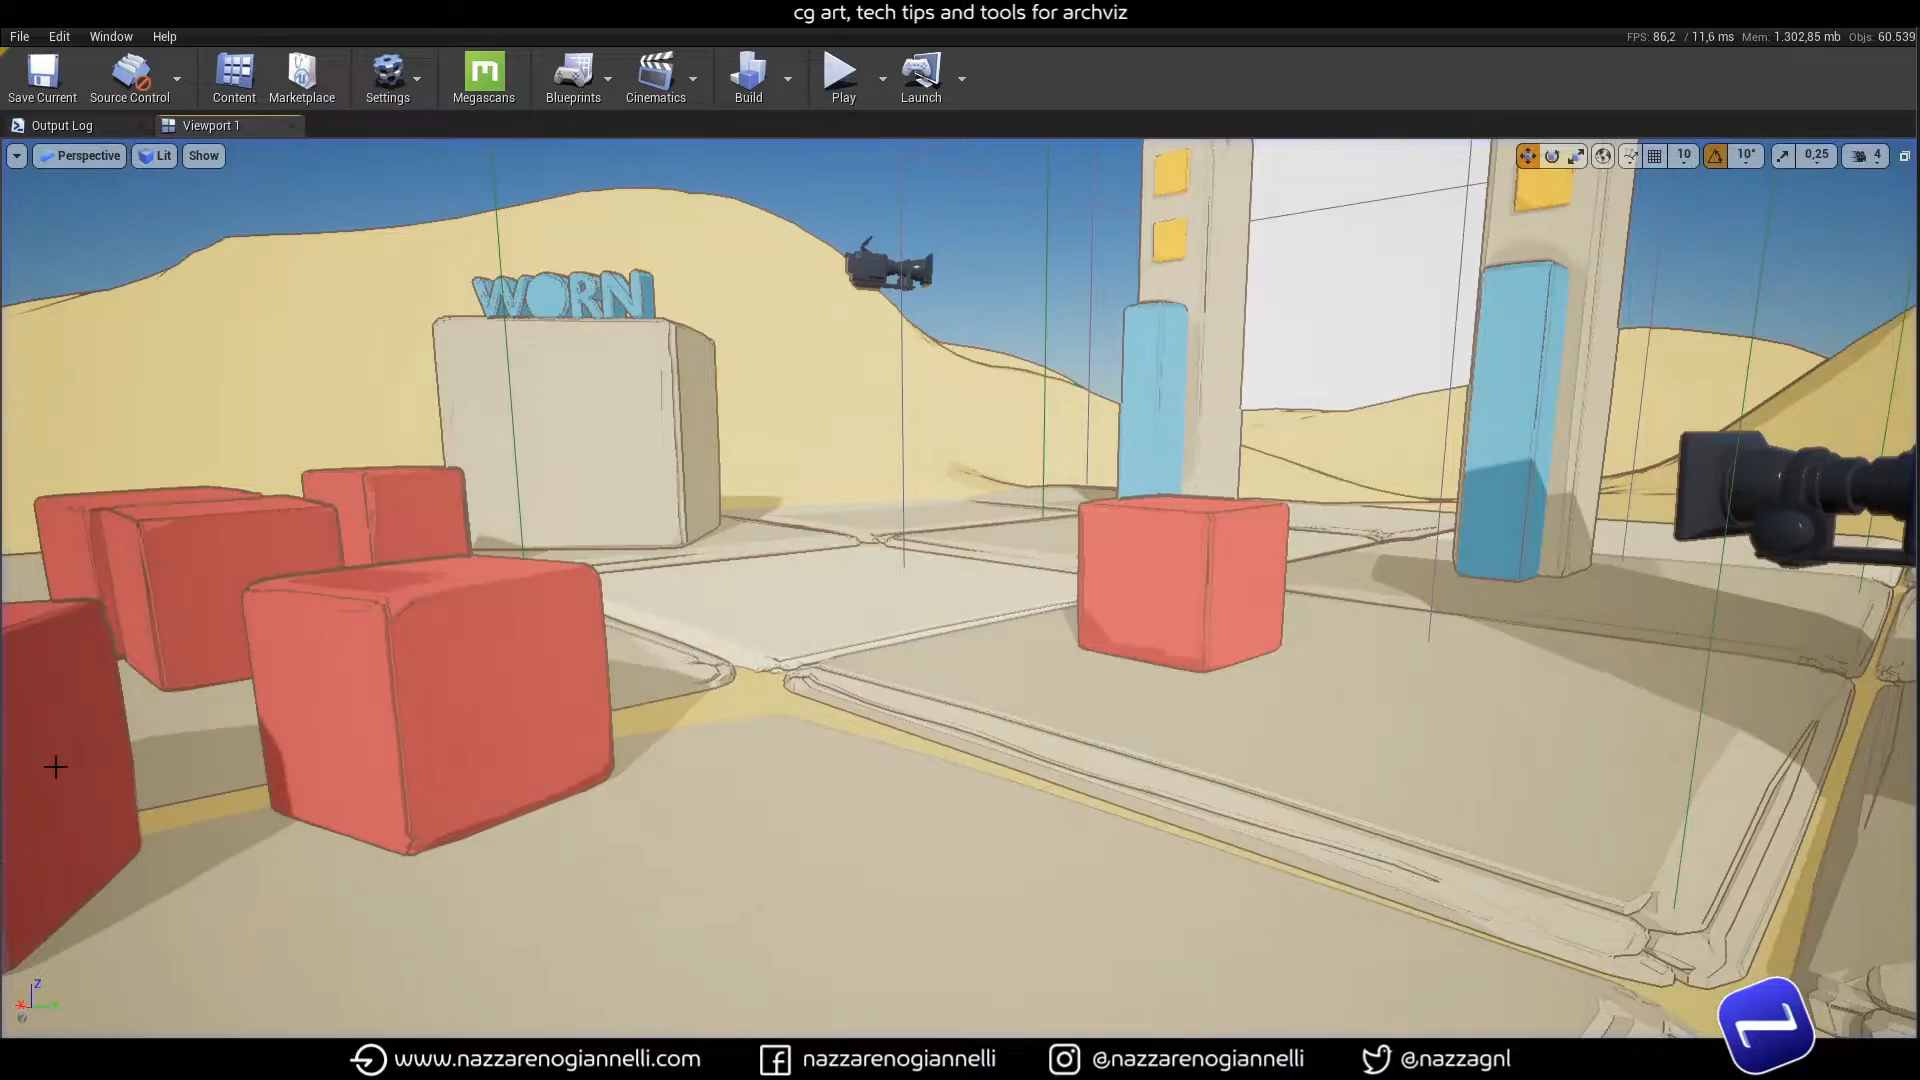 cg art, tech tips and tools for archviz
File Edit Window Help
FPS: 86,2 / 11,6 ms Mem: 1.302,85 mb Objs: 60.539
Save Current Source Control Content Marketplace Settings Megascans Blueprints Cinematics Build Play Launch
Output Log Viewport 1
Perspective Lit Show 10 10° 0,25 4
WORN
Z
X Y
www.nazzarenogiannelli.com nazzarenogiannelli @nazzarenogiannelli @nazzagnl